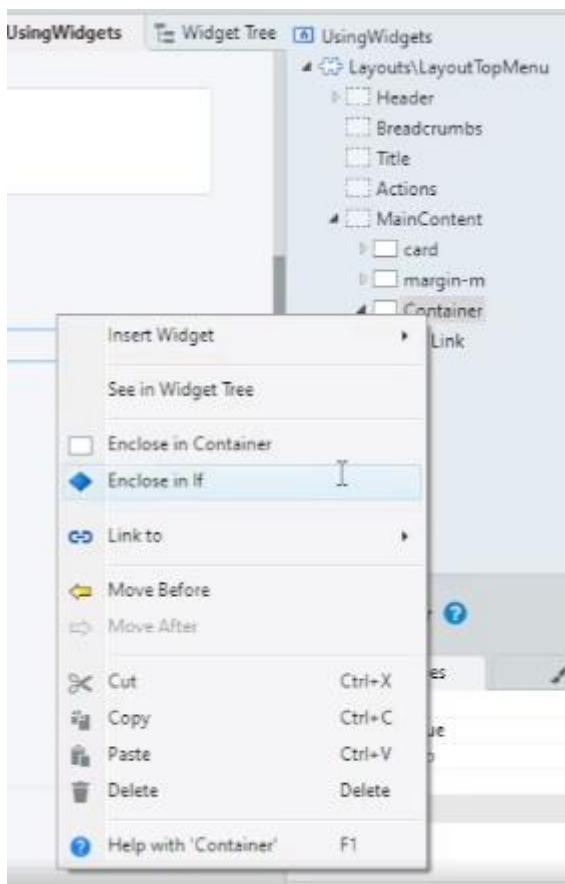 UsingWidgets
Widget Tree
UsingWidgets
Layouts\LayoutTopMenu
Header
Breadcrumbs
Title
Actions
MainContent
card
margin-m
Container
Link
Insert Widget
See in Widget Tree
Enclose in Container
Enclose in If
Link to
Move Before
Move After
Cut Ctrl+X
Copy Ctrl+C
Paste Ctrl+V
Delete Delete
Help with 'Container' F1
es
ue